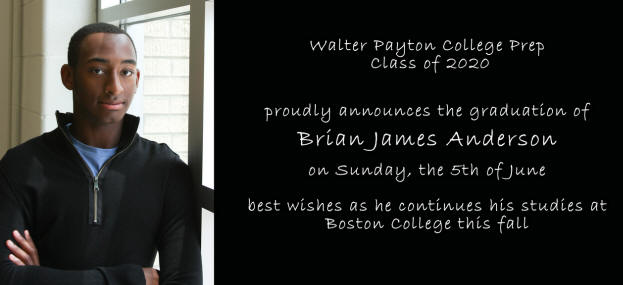 Walter Payton College Prep
Class of 2020
proudly announces the graduation of
Brian James Anderson
on Sunday, the 5th of June
best wishes as he continues his studies at
Boston College this fall